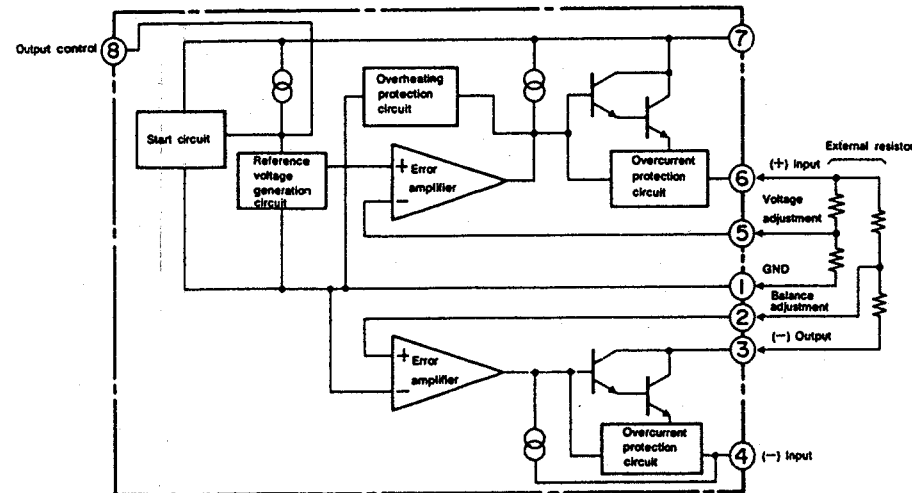 Output control
8
7
Start circuit
Overheating
protection
circuit
Reference
voltage
generation
circuit
+
−
Error
amplifier
Overcurrent
protection
circuit
6
(+) Input
External resistor
Voltage
adjustment
5
GND
1
Balance
adjustment
2
(−) Output
3
+
−
Error
amplifier
Overcurrent
protection
circuit
4
(−) Input